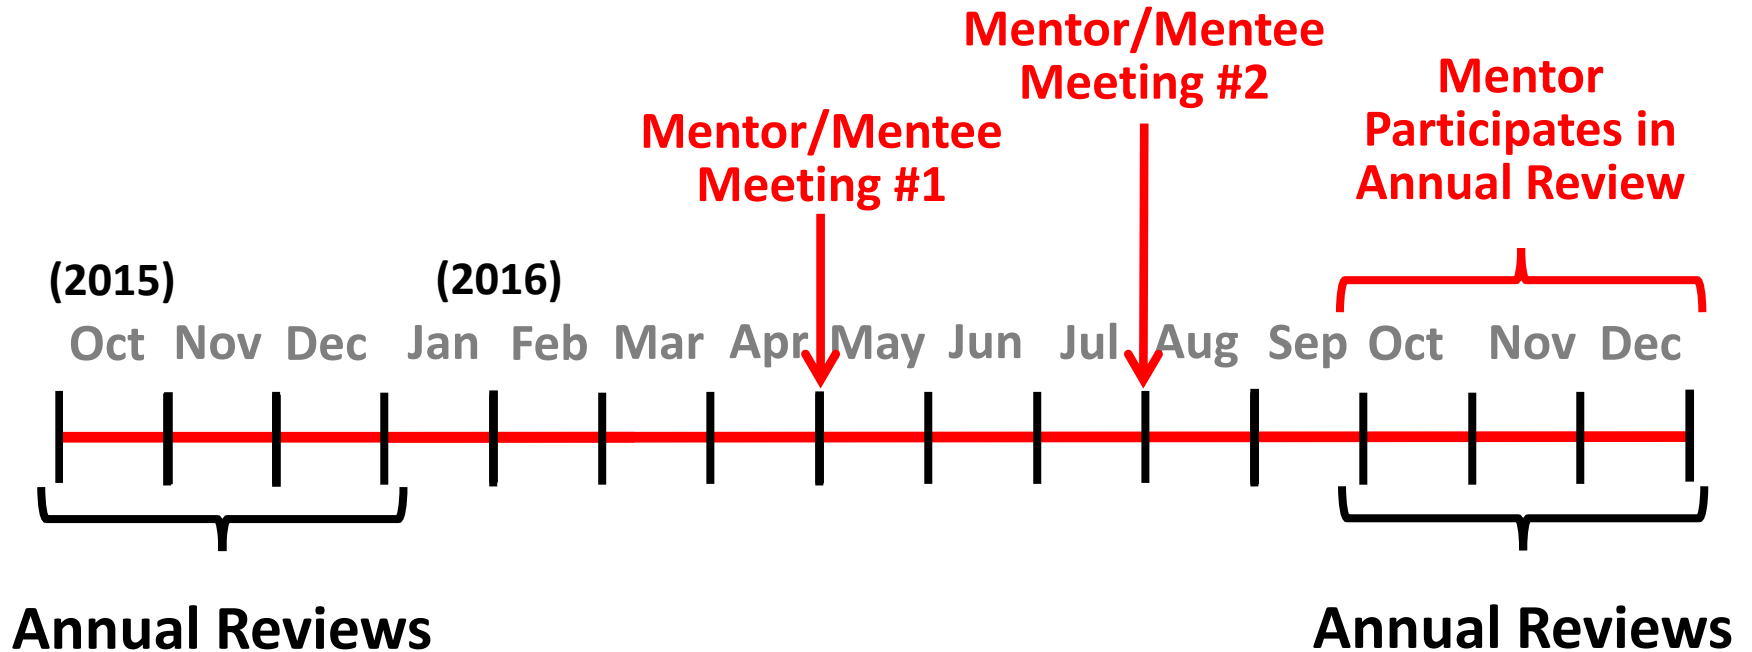 Mentor/Mentee
Meeting #2
Mentor
Participates in
Annual Review
Mentor/Mentee
Meeting #1
(2015) (2016)
Oct Nov Dec Jan Feb Mar Apr May Jun Jul Aug Sep Oct Nov Dec
Annual Reviews Annual Reviews